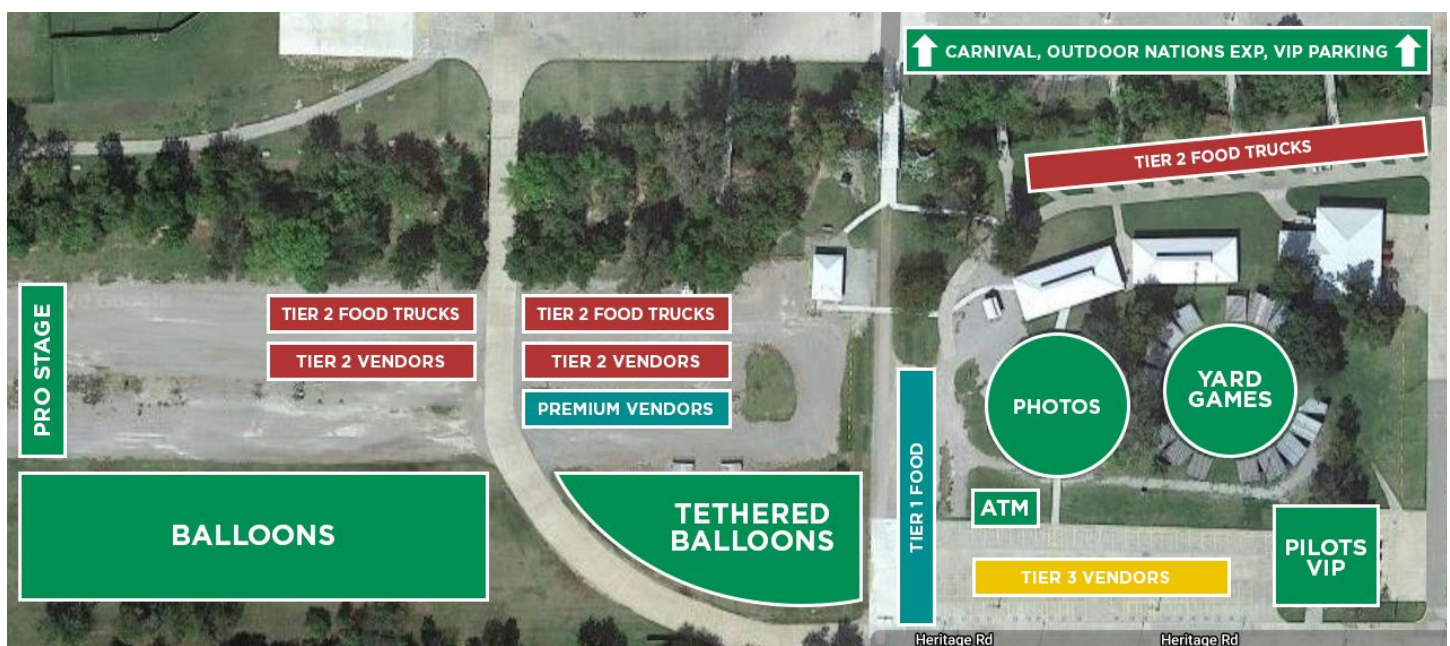 CARNIVAL, OUTDOOR NATIONS EXP, VIP PARKING
TIER 2 FOOD TRUCKS
PRO STAGE
TIER 2 FOOD TRUCKS
TIER 2 FOOD TRUCKS
TIER 2 VENDORS
TIER 2 VENDORS
PREMIUM VENDORS
PHOTOS
YARD
GAMES
TIER 1 FOOD
BALLOONS
TETHERED
BALLOONS
ATM
PILOTS
VIP
TIER 3 VENDORS
Heritage Rd
Heritage Rd